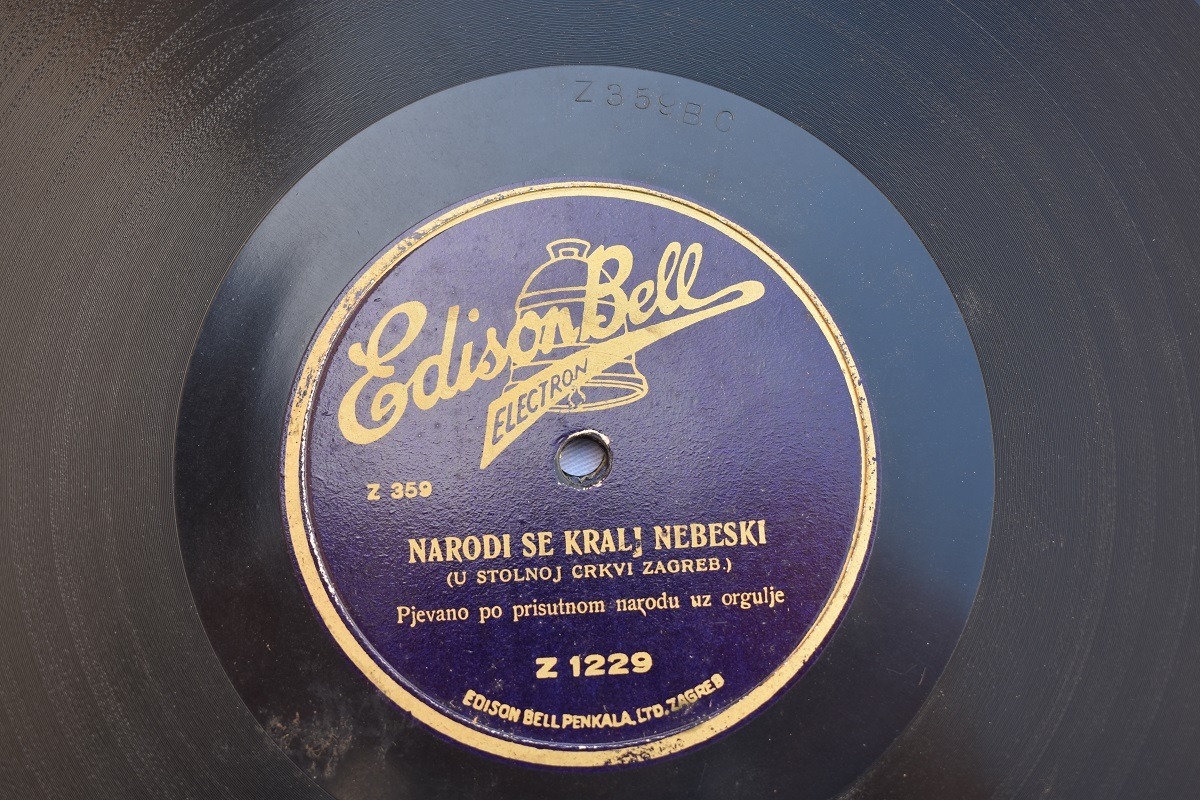 Z359BC
Edison Bell
ELECTRON
Z 359
NARODI SE KRALJ NEBESKI
(U STOLNOJ CRKVI ZAGREB.)
Pjevano po prisutnom narodu uz orgulje
Z 1229
EDISON BELL PENKALA, LTD, ZAGREB